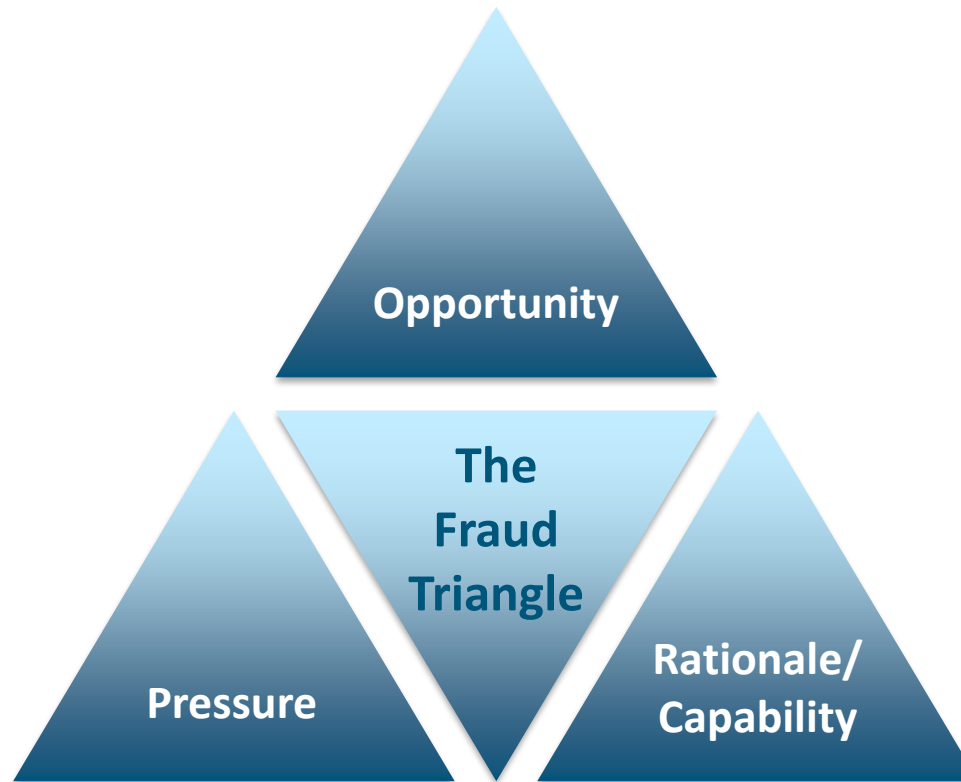 Opportunity
The
Fraud
Triangle
Pressure
Rationale/
Capability